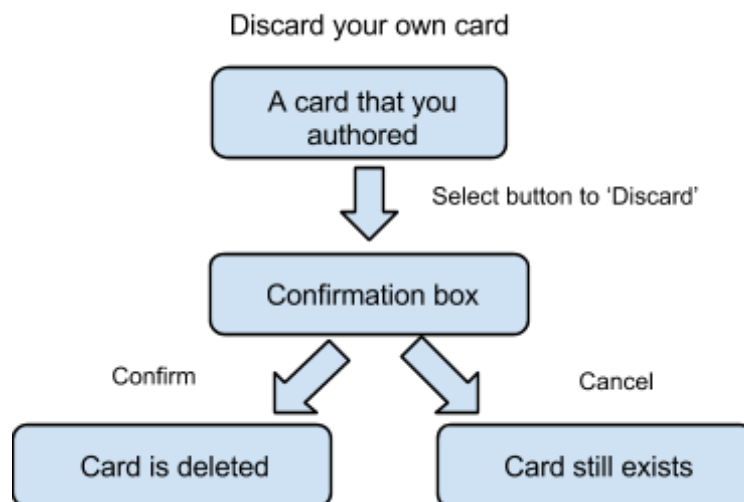 Discard your own card
A card that you
authored
Select button to ‘Discard’
Confirmation box
Confirm
Cancel
Card is deleted
Card still exists